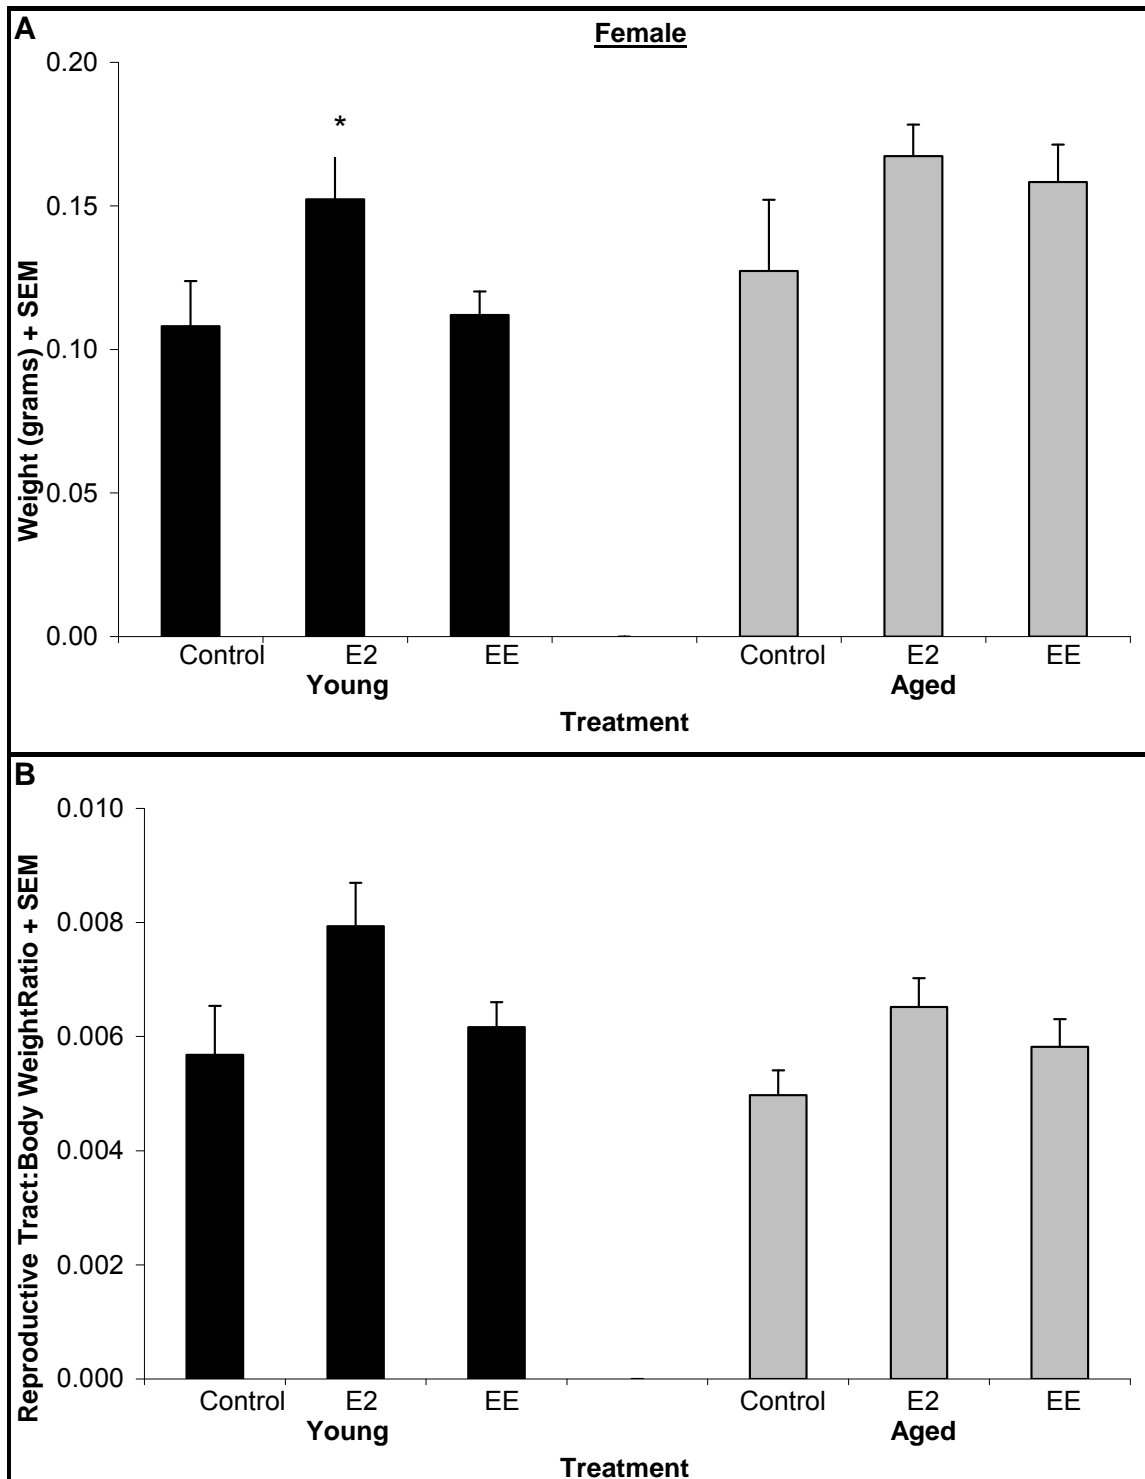 A
Female
0.20
*
0.15
0.10
0.05
0.00
Weight (grams) + SEM
Control E2 EE Control E2 EE
Young Aged
Treatment
B
0.010
0.008
0.006
0.004
0.002
0.000
Reproductive Tract:Body WeightRatio + SEM
Control E2 EE Control E2 EE
Young Aged
Treatment